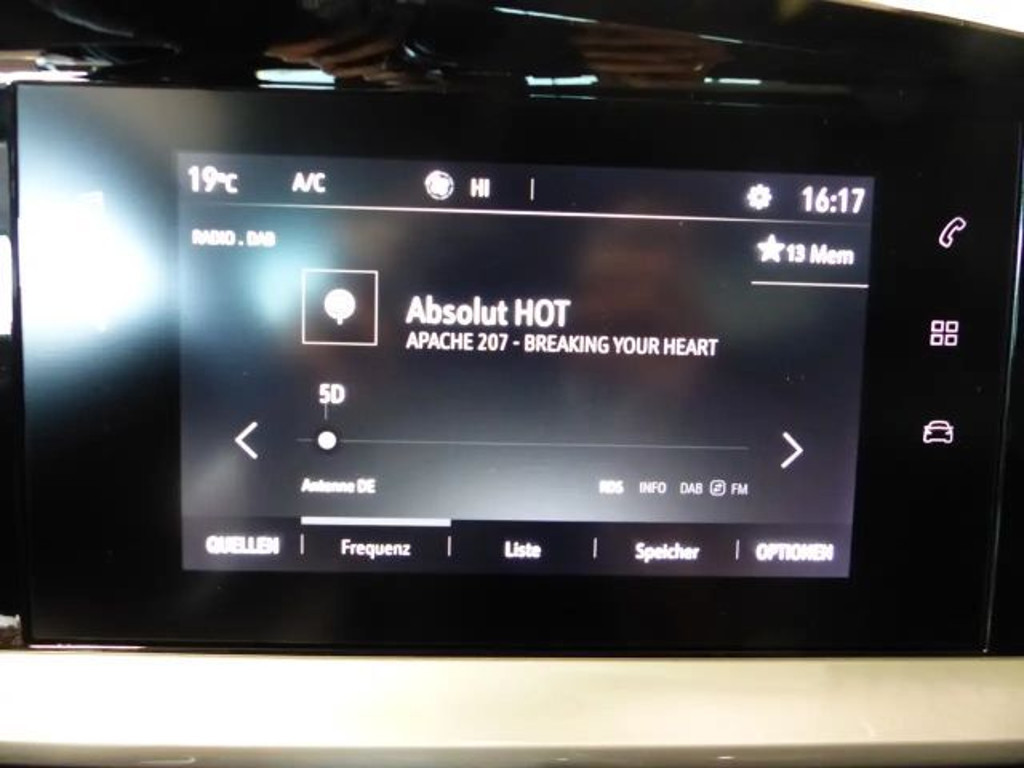 19°C A/C HI 16:17
RADIO . DAB
13 Mem
Absolut HOT
APACHE 207 - BREAKING YOUR HEART
5D
Antenne DE RDS INFO DAB FM
QUELLEN Frequenz Liste Speicher OPTIONEN